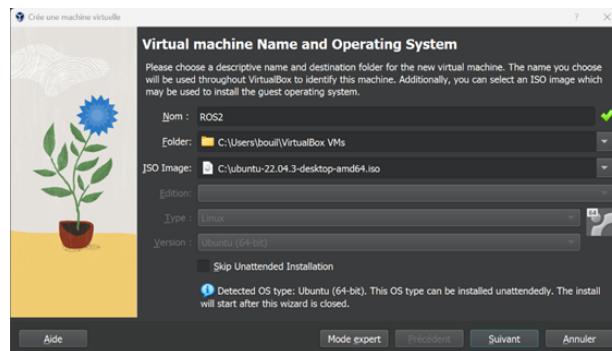 Crée une machine virtuelle
Virtual machine Name and Operating System
Please choose a descriptive name and destination folder for the new virtual machine. The name you choose
will be used throughout VirtualBox to identify this machine. Additionally, you can select an ISO image which
may be used to install the guest operating system.
Nom : ROS2
Folder: C:\Users\bouil\VirtualBox VMs
ISO Image: C:\ubuntu-22.04.3-desktop-amd64.iso
Edition:
Type : Linux
Version : Ubuntu (64-bit)
64
Skip Unattended Installation
Detected OS type: Ubuntu (64-bit). This OS type can be installed unattendedly. The install
will start after this wizard is closed.
Aide Mode expert Précédent Suivant Annuler